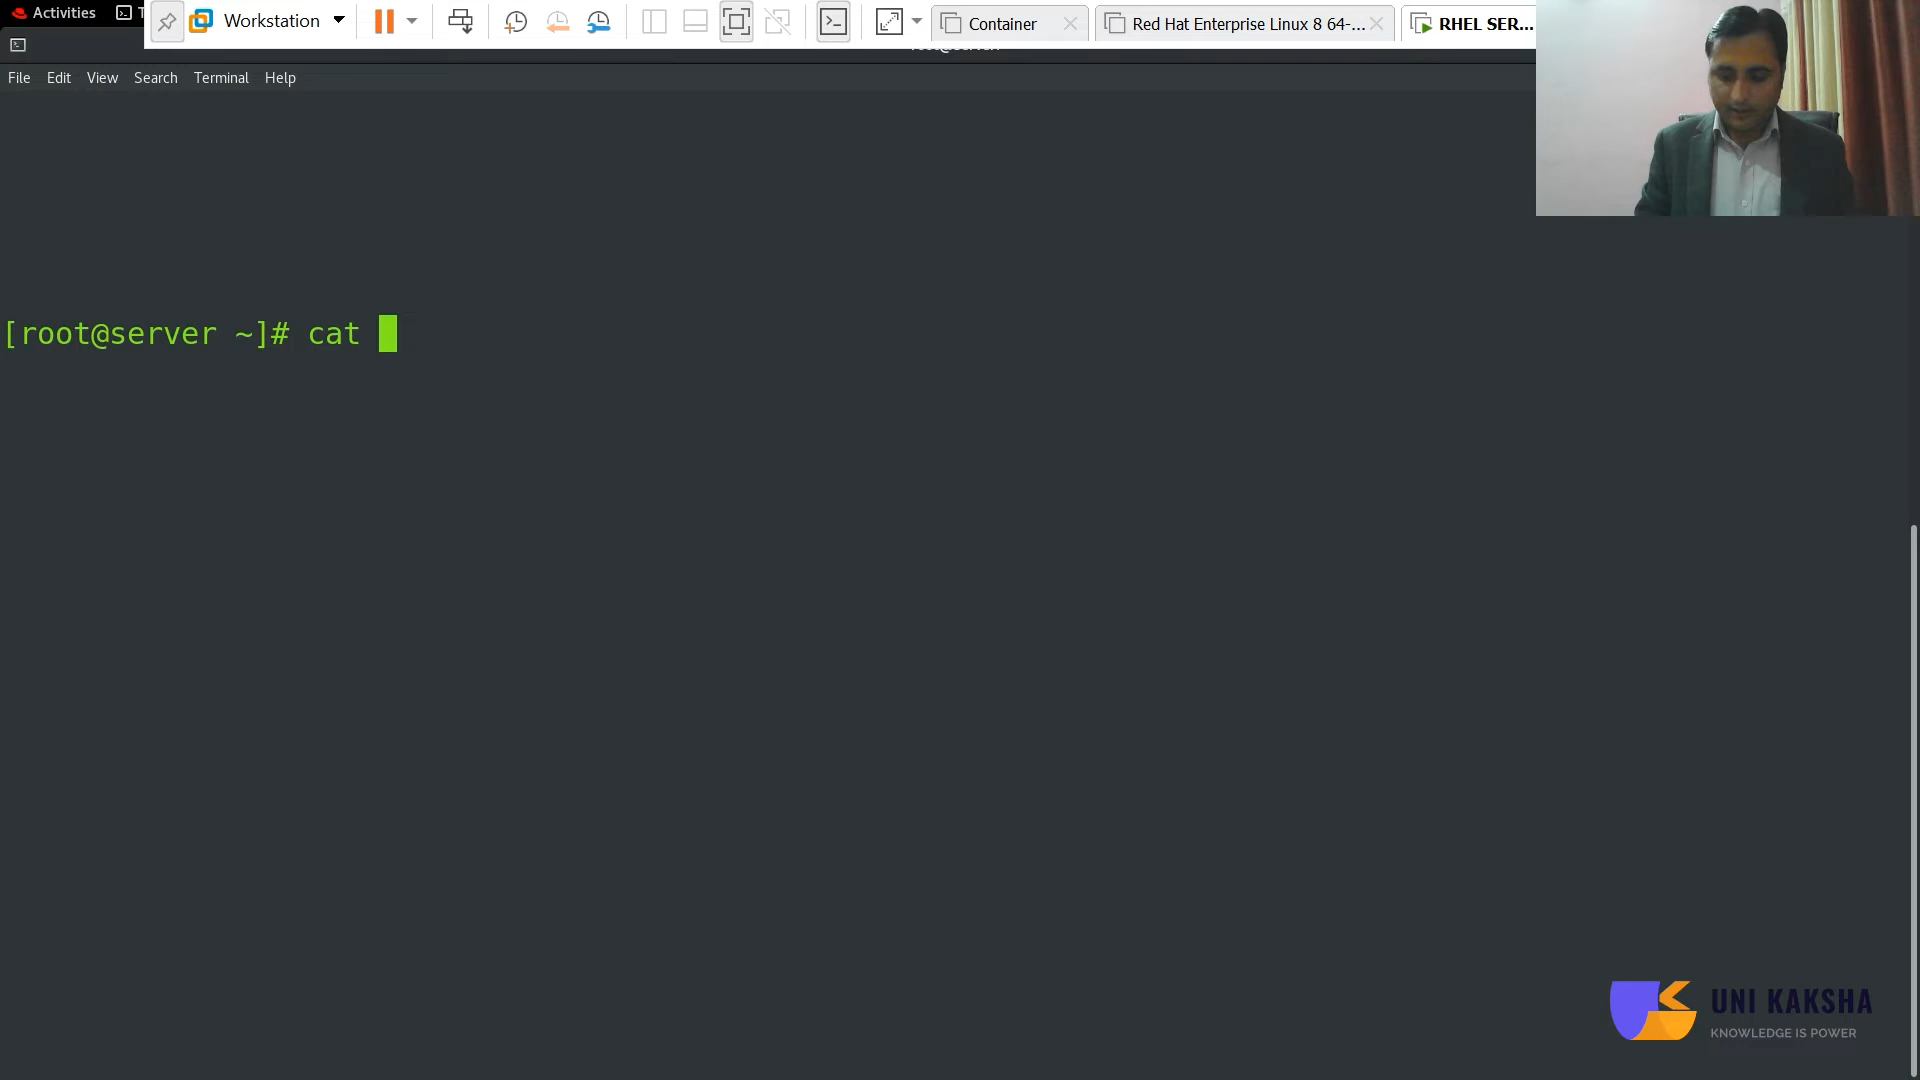 Activities
Workstation
Container
Red Hat Enterprise Linux 8 64-...
RHEL SER...
File Edit View Search Terminal Help
[root@server ~]# cat
UNI KAKSHA
KNOWLEDGE IS POWER